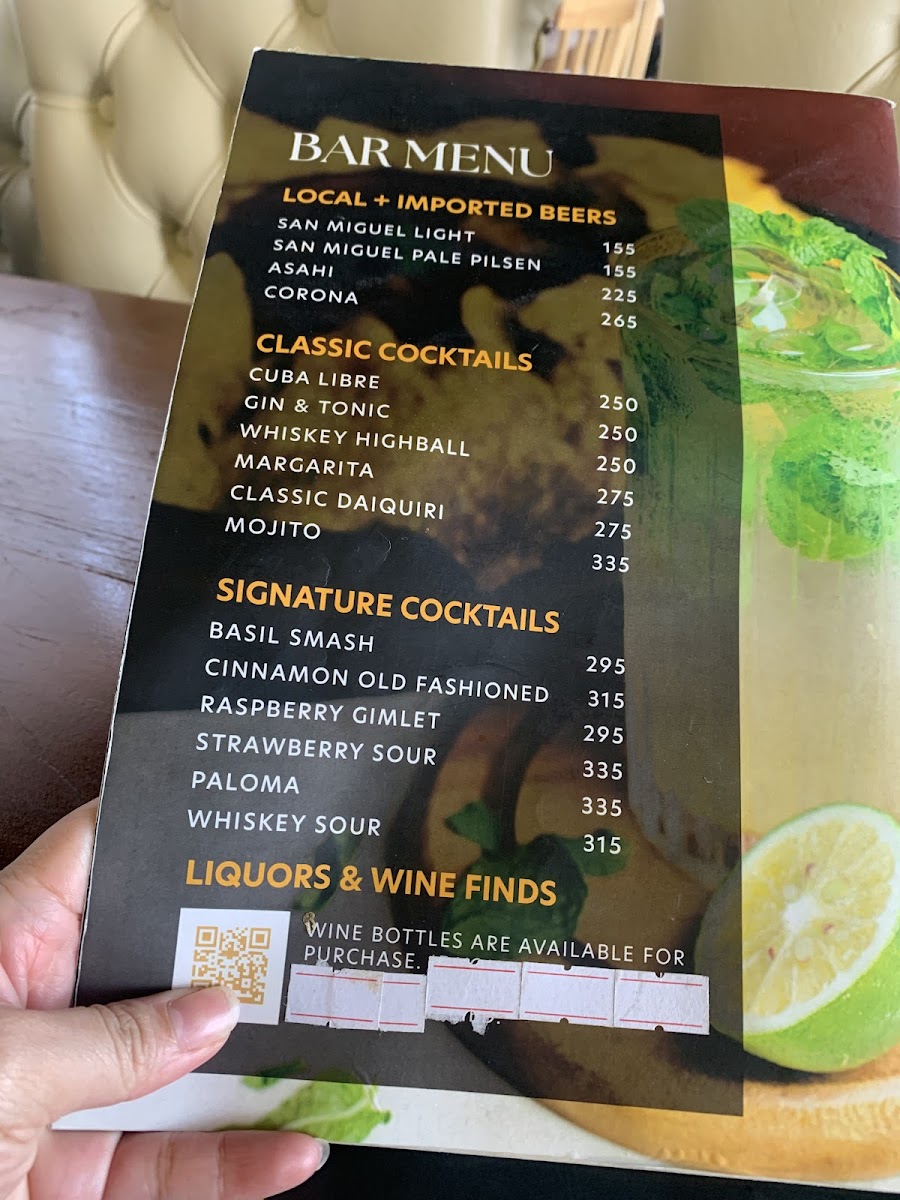 BAR MENU
LOCAL + IMPORTED BEERS
SAN MIGUEL LIGHT 155
SAN MIGUEL PALE PILSEN 155
ASAHI 225
CORONA 265
CLASSIC COCKTAILS
CUBA LIBRE 250
GIN & TONIC 250
WHISKEY HIGHBALL 250
MARGARITA 275
CLASSIC DAIQUIRI 275
MOJITO 335
SIGNATURE COCKTAILS
BASIL SMASH 295
CINNAMON OLD FASHIONED 315
RASPBERRY GIMLET 295
STRAWBERRY SOUR 335
PALOMA 335
WHISKEY SOUR 315
LIQUORS & WINE FINDS
WINE BOTTLES ARE AVAILABLE FOR
PURCHASE.